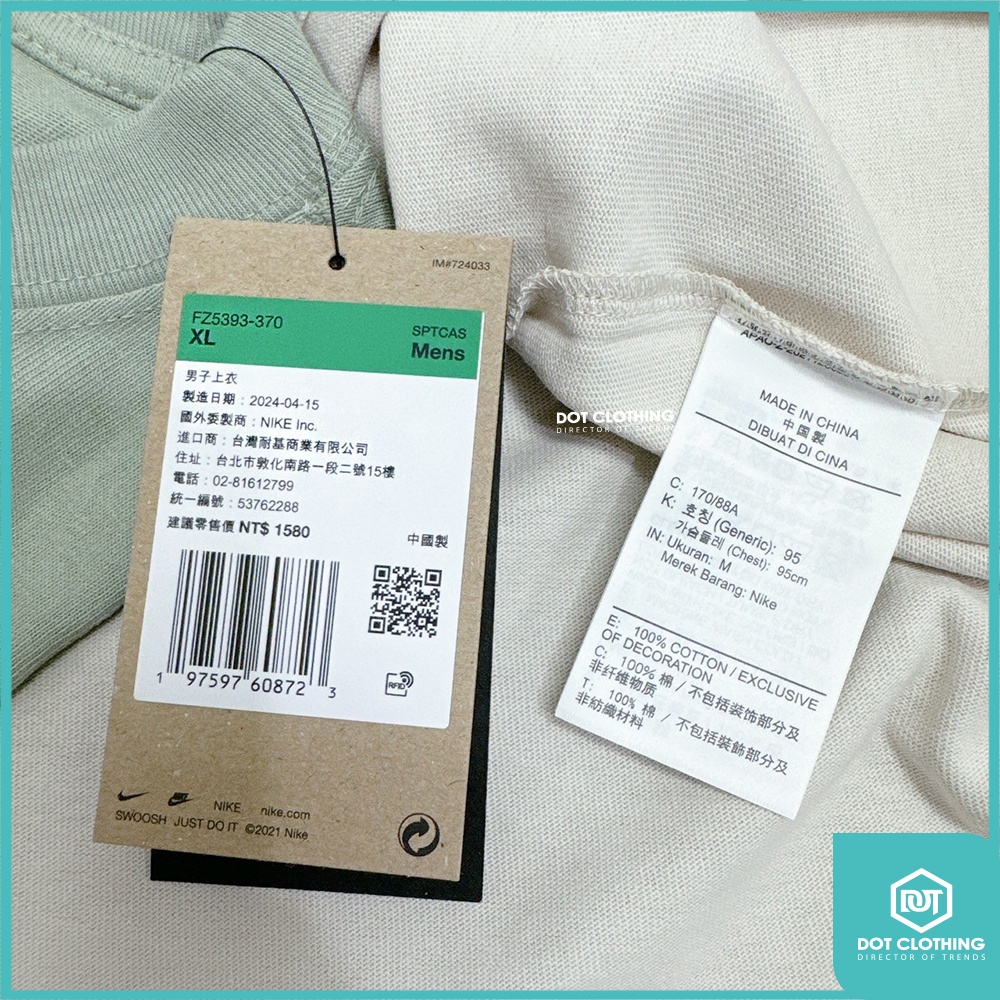 IM#724033
FZ5393-370
XL
SPTCAS
Mens
男子上衣
製造日期：2024-04-15
國外委製商：NIKE Inc.
進口商：台灣耐基商業有限公司
住址：台北市敦化南路一段二號15樓
電話：02-81612799
統一編號：53762288
建議零售價 NT$ 1580
中國製
1 97597 60872 3
RFID
NIKE nike.com
SWOOSH JUST DO IT ©2021 Nike
MADE IN CHINA
中国製
DIBUAT DI CINA
C: 170/88A
K: 호칭 (Generic): 95
가슴둘레 (Chest): 95cm
IN: Ukuran: M
Merek Barang: Nike
E: 100% COTTON / EXCLUSIVE
OF DECORATION
C: 100% 棉 / 不包括装饰部分及
非纤维物质
T: 100% 棉 / 不包括裝飾部分及
非紡織材料
DOT CLOTHING
DIRECTOR OF TRENDS
DOT
DOT CLOTHING
DIRECTOR OF TRENDS